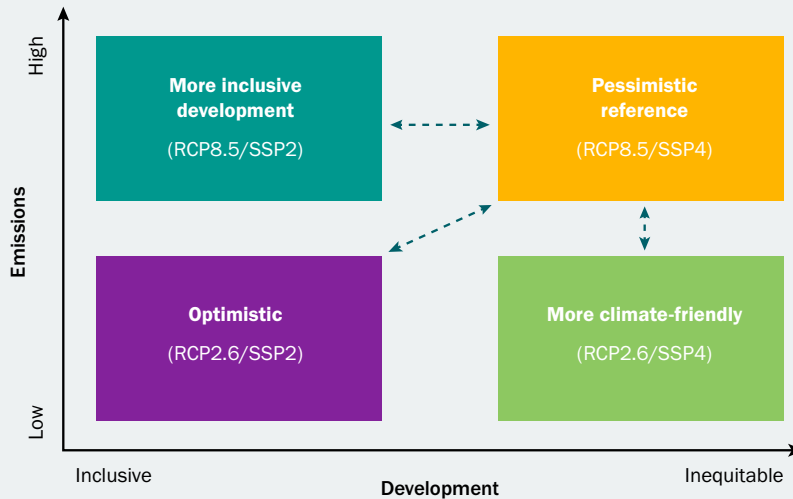 High
More inclusive
development
(RCP8.5/SSP2)
Pessimistic
reference
(RCP8.5/SSP4)
Emissions
Optimistic
(RCP2.6/SSP2)
More climate-friendly
(RCP2.6/SSP4)
Low
Inclusive
Development
Inequitable